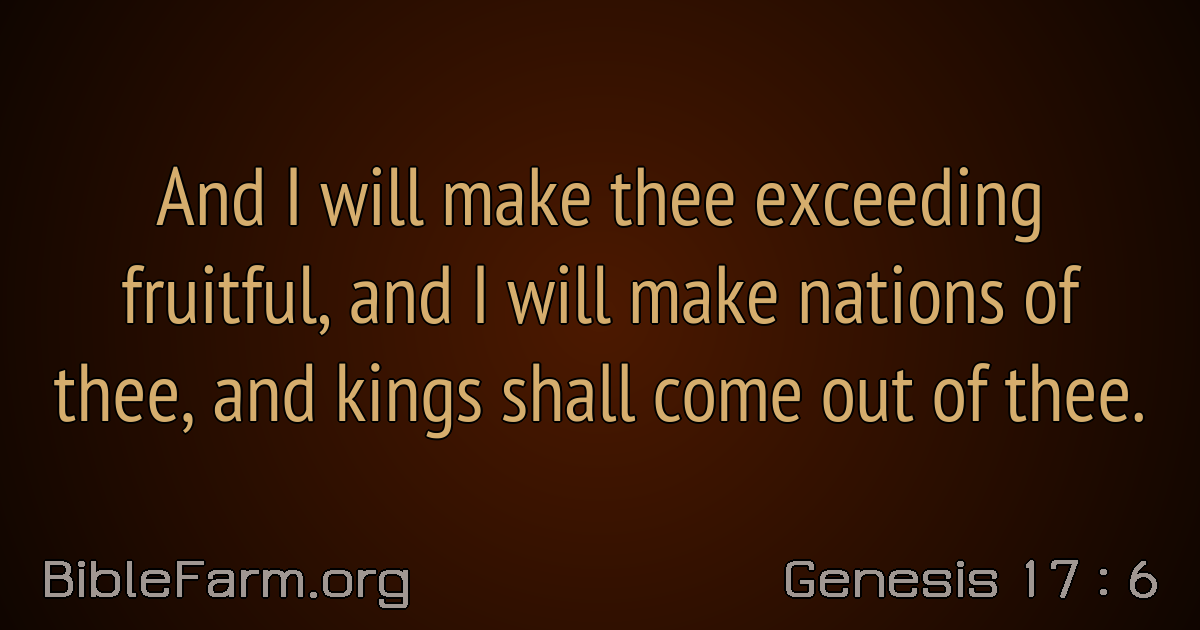 And I will make thee exceeding
fruitful, and I will make nations of
thee, and kings shall come out of thee.
BibleFarm.org
Genesis 17 : 6